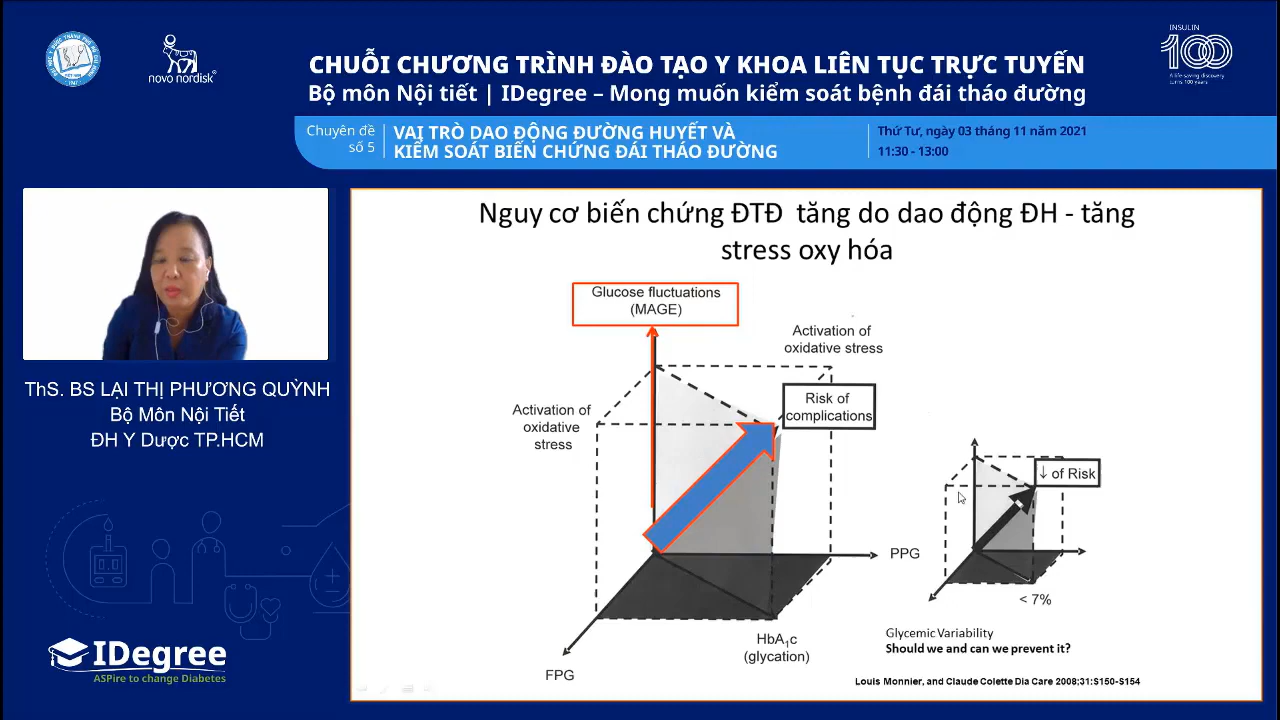 novo nordisk®
CHUỖI CHƯƠNG TRÌNH ĐÀO TẠO Y KHOA LIÊN TỤC TRỰC TUYẾN
Bộ môn Nội tiết | IDegree – Mong muốn kiểm soát bệnh đái tháo đường
INSULIN
100
A life-saving discovery
turns 100 years
Chuyên đề
số 5
VAI TRÒ DAO ĐỘNG ĐƯỜNG HUYẾT VÀ
KIỂM SOÁT BIẾN CHỨNG ĐÁI THÁO ĐƯỜNG
Thứ Tư, ngày 03 tháng 11 năm 2021
11:30 - 13:00
ThS. BS LẠI THỊ PHƯƠNG QUỲNH
Bộ Môn Nội Tiết
ĐH Y Dược TP.HCM
IDegree
ASPire to change Diabetes
Nguy cơ biến chứng ĐTĐ tăng do dao động ĐH - tăng
stress oxy hóa
Glucose fluctuations
(MAGE)
Activation of
oxidative stress
Activation of
oxidative
stress
Risk of
complications
PPG
HbA1c
(glycation)
FPG
↓ of Risk
< 7%
Glycemic Variability
Should we and can we prevent it?
Louis Monnier, and Claude Colette Dia Care 2008;31:S150-S154